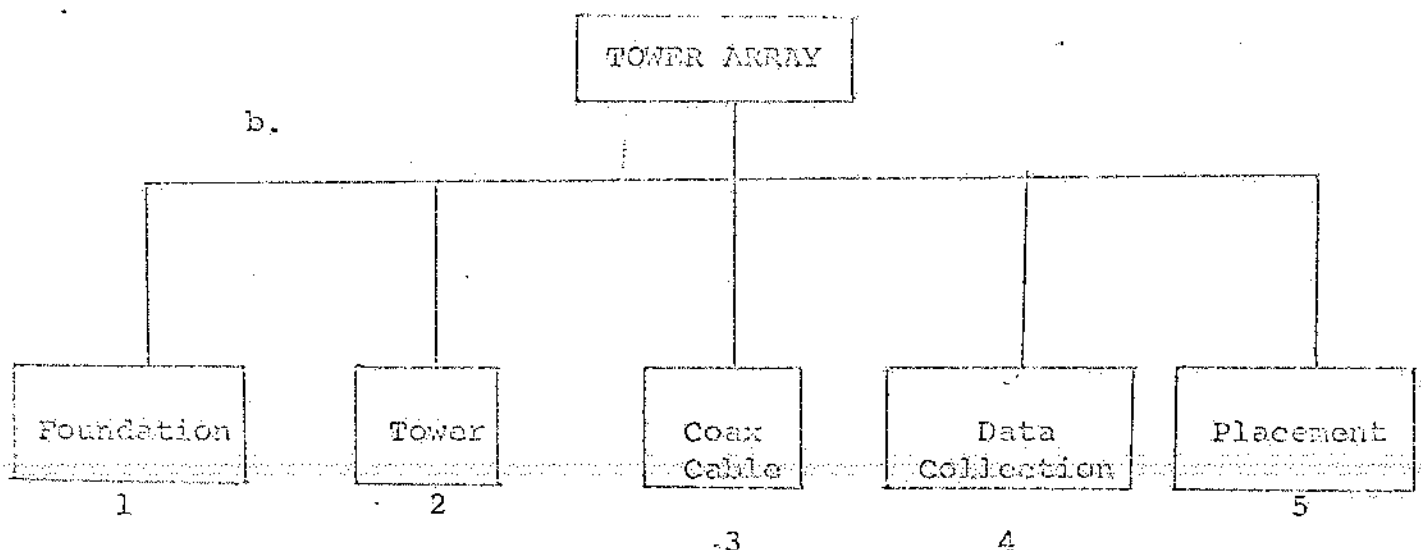 TOWER ARRAY
b.
Foundation
Tower
Coax
Cable
Data
Collection
Placement
1
2
3
4
5